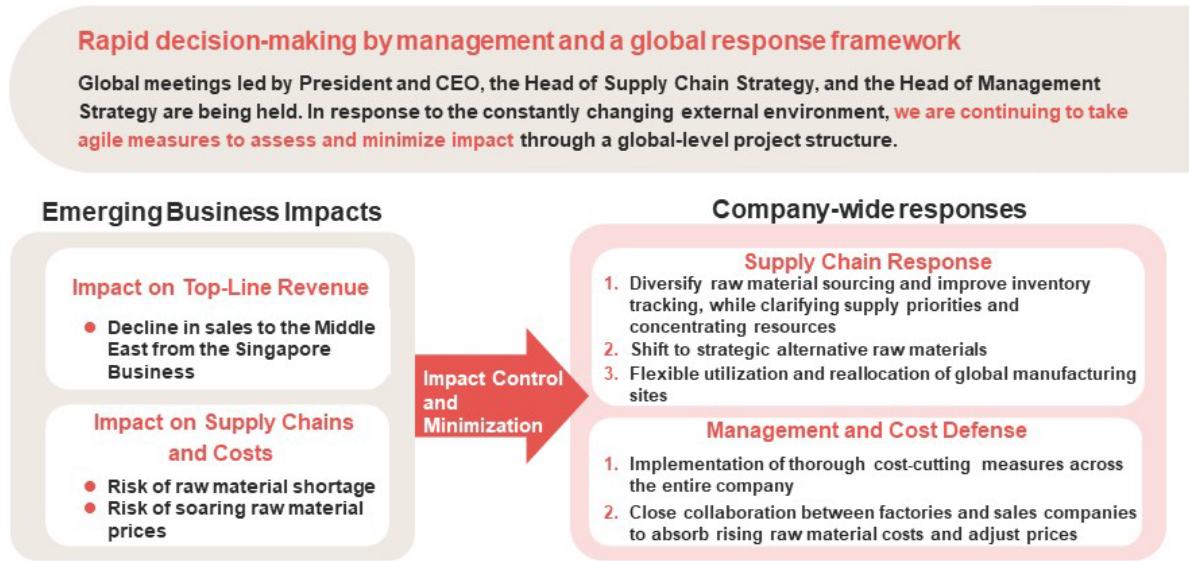 Rapid decision-making by management and a global response framework
Global meetings led by President and CEO, the Head of Supply Chain Strategy, and the Head of Management
Strategy are being held. In response to the constantly changing external environment, we are continuing to take
agile measures to assess and minimize impact through a global-level project structure.
Emerging Business Impacts
Impact on Top-Line Revenue
● Decline in sales to the Middle
East from the Singapore
Business
Impact on Supply Chains
and Costs
● Risk of raw material shortage
● Risk of soaring raw material
prices
Impact Control
and
Minimization
Company-wide responses
Supply Chain Response
1. Diversify raw material sourcing and improve inventory
tracking, while clarifying supply priorities and
concentrating resources
2. Shift to strategic alternative raw materials
3. Flexible utilization and reallocation of global manufacturing
sites
Management and Cost Defense
1. Implementation of thorough cost-cutting measures across
the entire company
2. Close collaboration between factories and sales companies
to absorb rising raw material costs and adjust prices